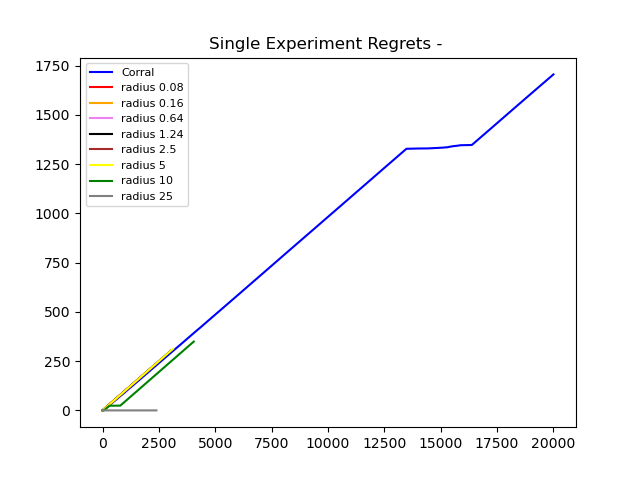 Single Experiment Regrets -
1750
1500
1250
1000
750
500
250
0
Corral
radius 0.08
radius 0.16
radius 0.64
radius 1.24
radius 2.5
radius 5
radius 10
radius 25
0 2500 5000 7500 10000 12500 15000 17500 20000